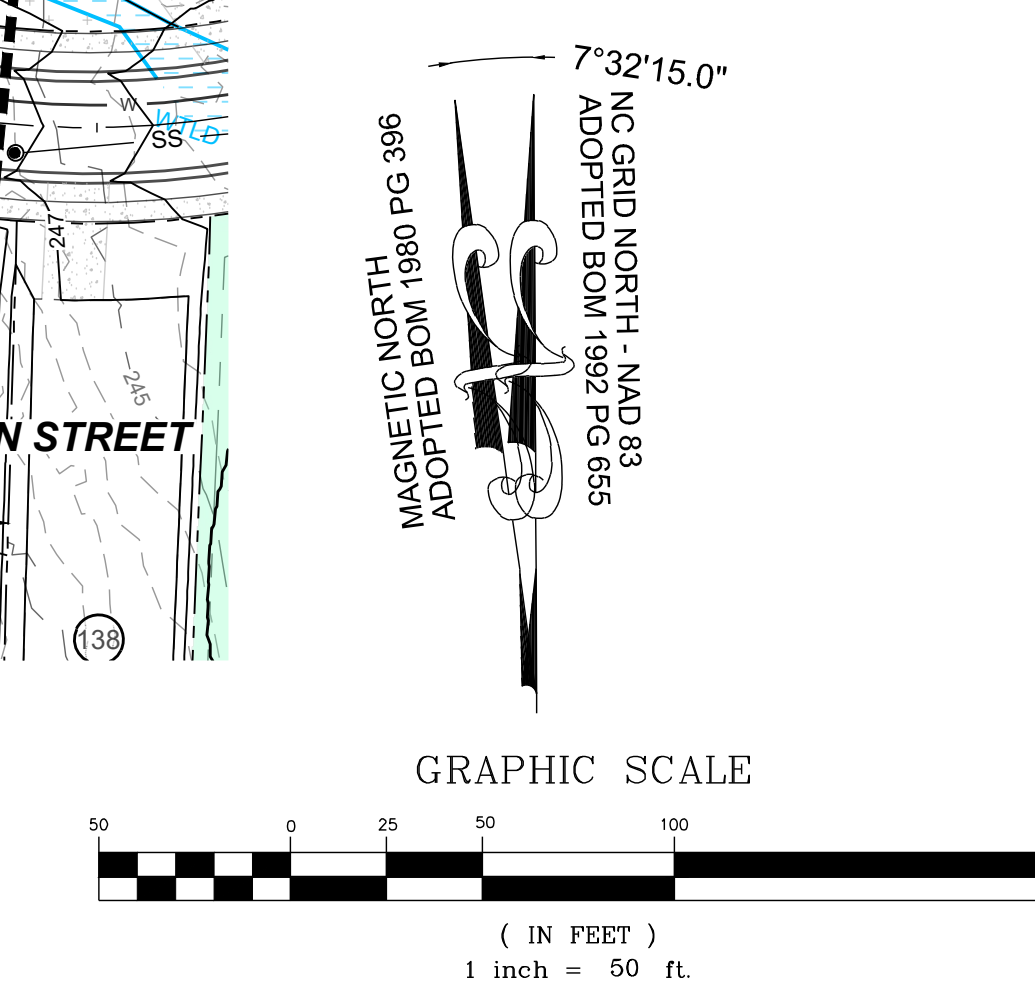 W
WTLD
I
SS
247
245
N STREET
138
7°32'15.0"
MAGNETIC NORTH
ADOPTED BOM 1980 PG 396
NC GRID NORTH - NAD 83
ADOPTED BOM 1992 PG 655
GRAPHIC SCALE
50 0 25 50 100
( IN FEET )
1 inch = 50 ft.